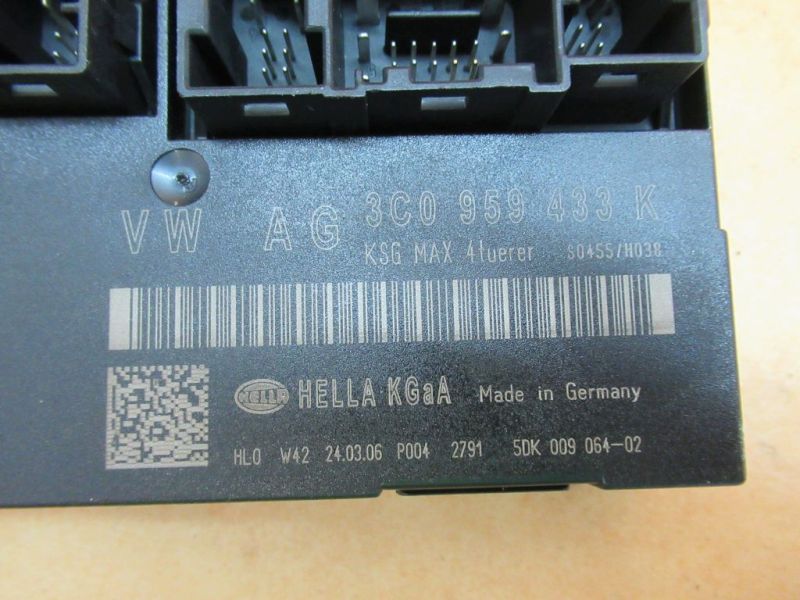 VW AG 3C0 959 433 K
KSG MAX 4tuerer S0455/H038
HELLA HELLA KGaA Made in Germany
HLO W42 24.03.06 P004 2791 5DK 009 064-02